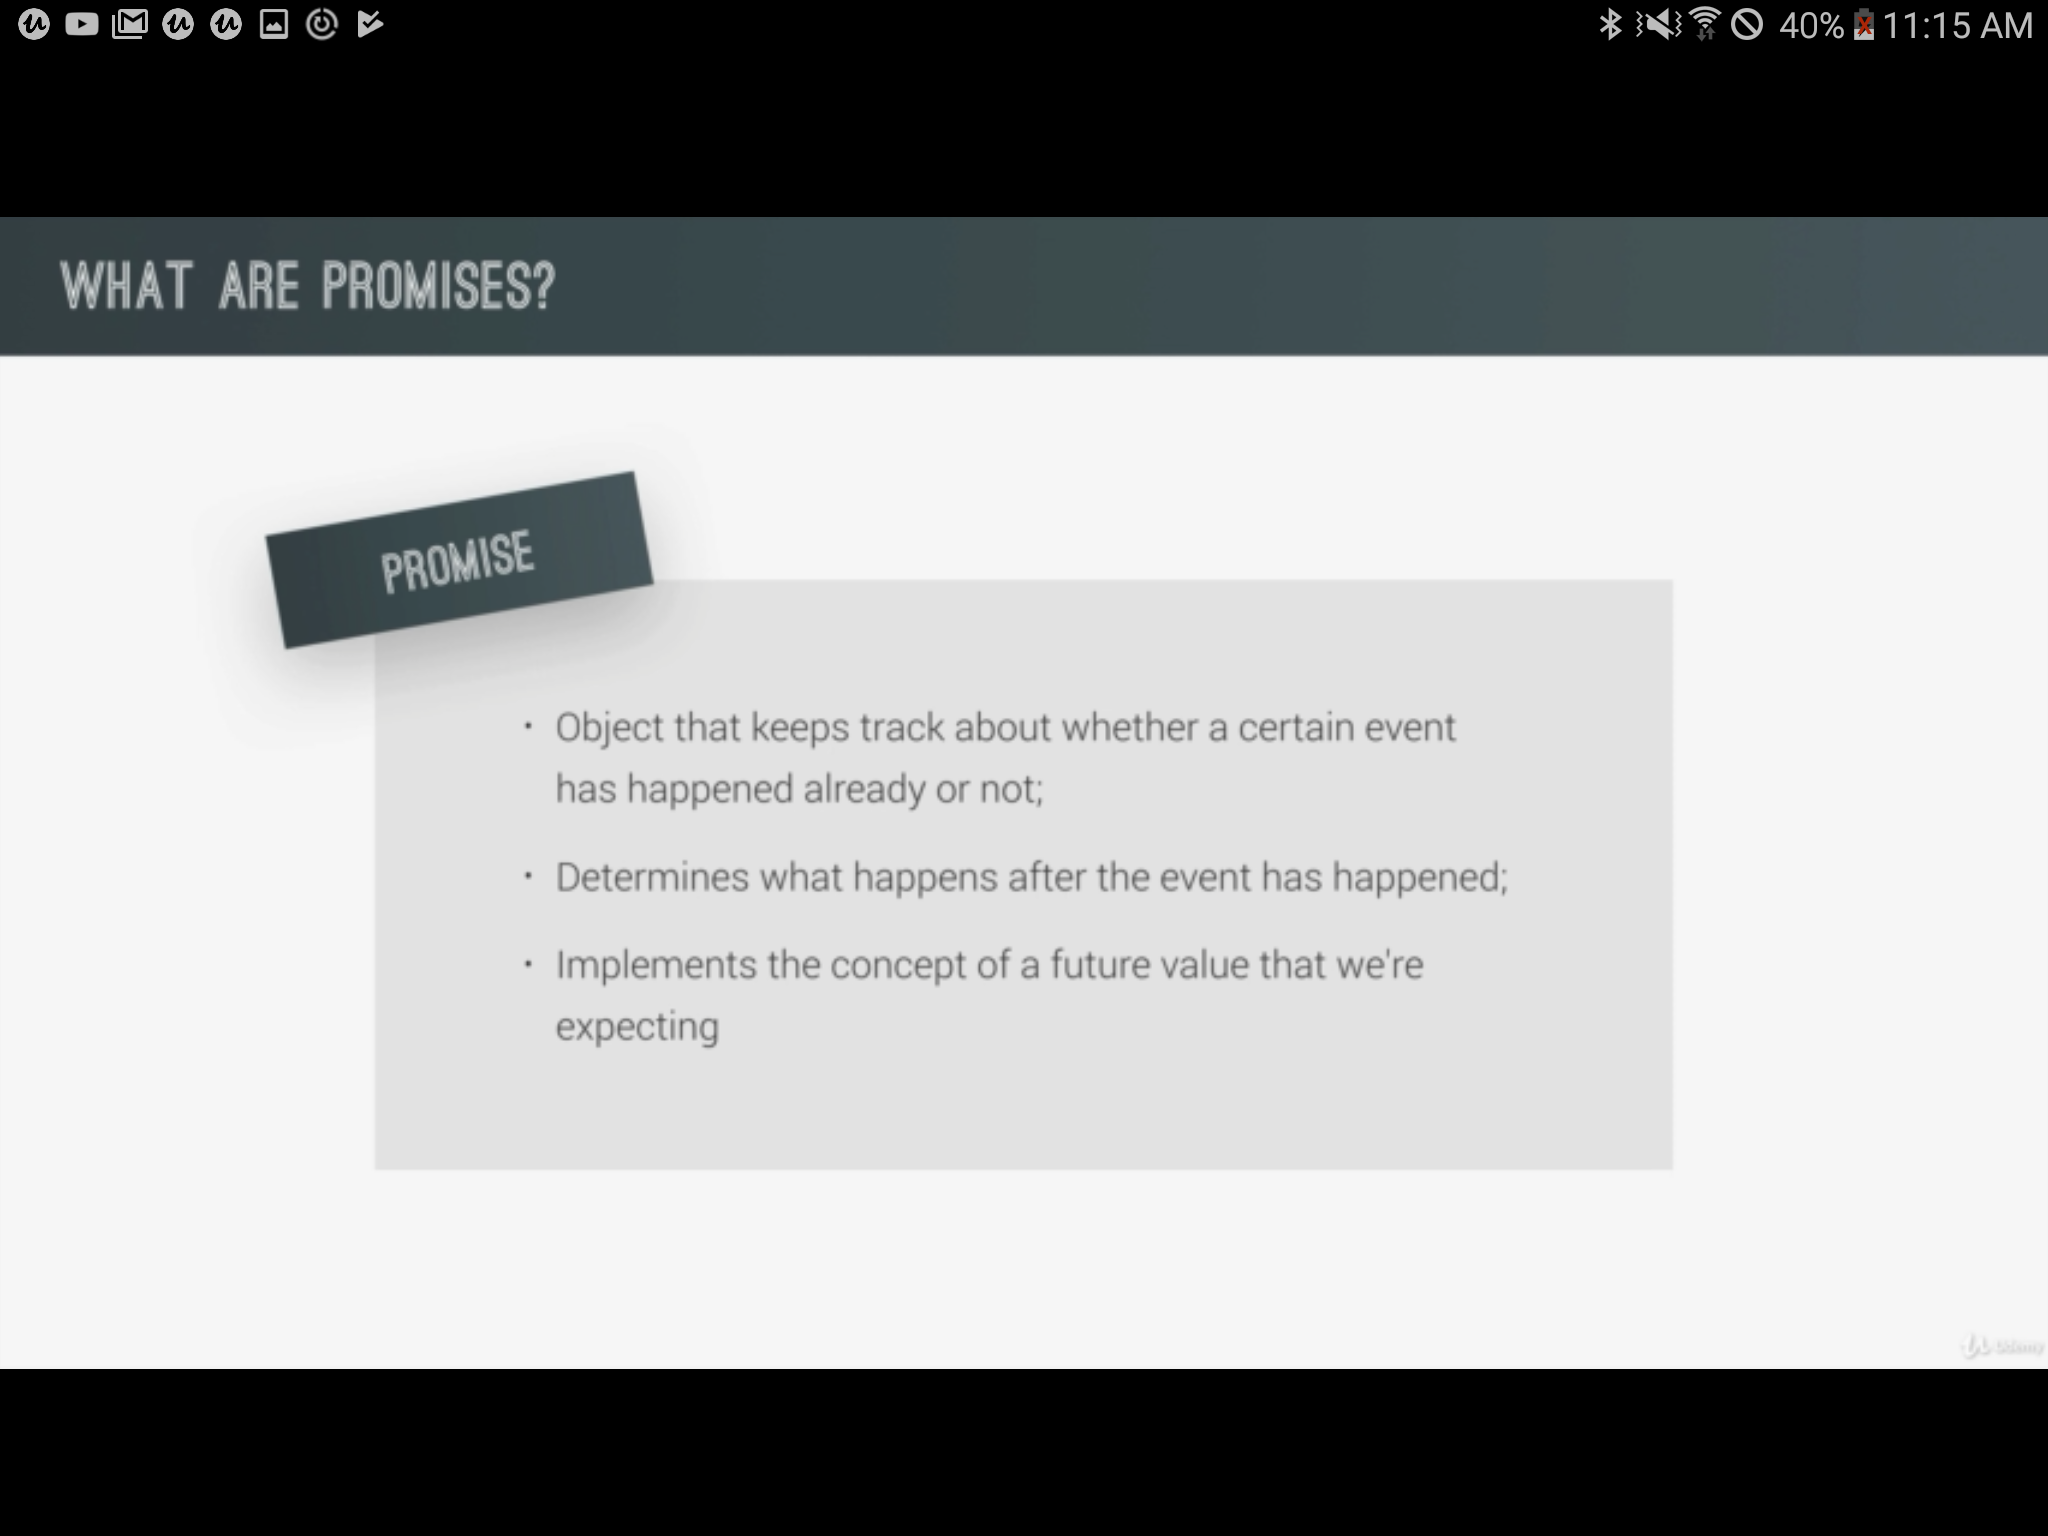 40% 11:15 AM
WHAT ARE PROMISES?
PROMISE
• Object that keeps track about whether a certain event
has happened already or not;
• Determines what happens after the event has happened;
• Implements the concept of a future value that we're
expecting
Udemy